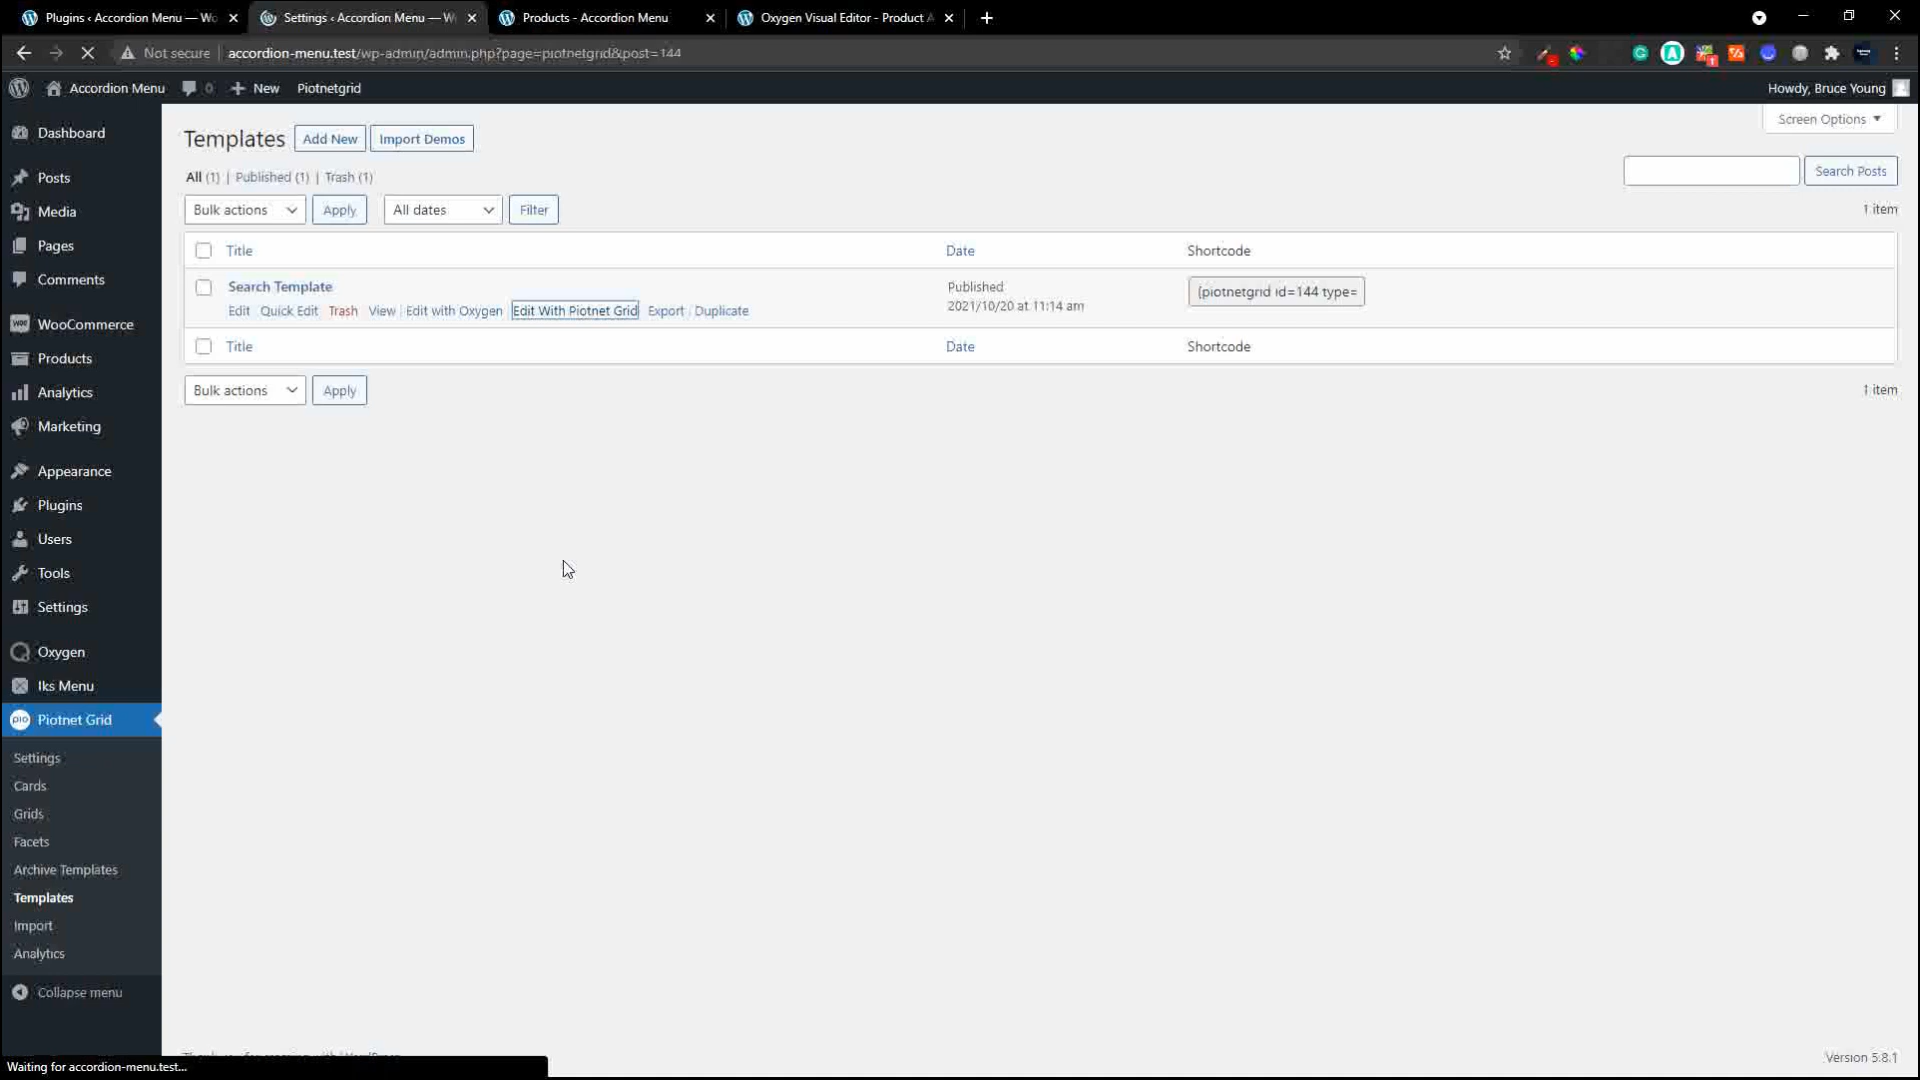 Plugins ‹ Accordion Menu — Wo
Settings ‹ Accordion Menu — W
Products - Accordion Menu
Oxygen Visual Editor - Product A
Not secure
accordion-menu.test/wp-admin/admin.php?page=piotnetgrid&post=144
Accordion Menu
0
New
Piotnetgrid
Howdy, Bruce Young
Dashboard
Posts
Media
Pages
Comments
WooCommerce
Products
Analytics
Marketing
Appearance
Plugins
Users
Tools
Settings
Oxygen
Iks Menu
Piotnet Grid
Settings
Cards
Grids
Facets
Archive Templates
Templates
Import
Analytics
Collapse menu
Screen Options
Templates
Add New
Import Demos
All (1) | Published (1) | Trash (1)
Search Posts
Bulk actions
Apply
All dates
Filter
1 item
Title
Date
Shortcode
Search Template
Edit
Quick Edit
Trash
View
Edit with Oxygen
Edit With Piotnet Grid
Export
Duplicate
Published
2021/10/20 at 11:14 am
[piotnetgrid id=144 type=
Title
Date
Shortcode
Bulk actions
Apply
1 item
Version 5.8.1
Waiting for accordion-menu.test...